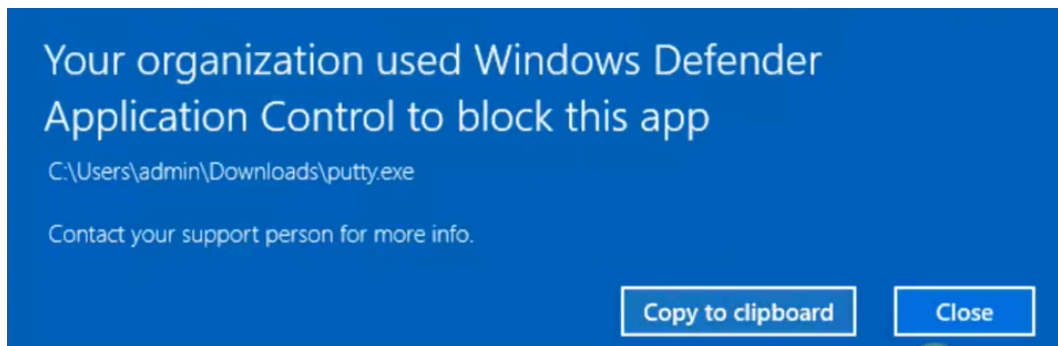 Your organization used Windows Defender
Application Control to block this app
C:\Users\admin\Downloads\putty.exe
Contact your support person for more info.
Copy to clipboard
Close